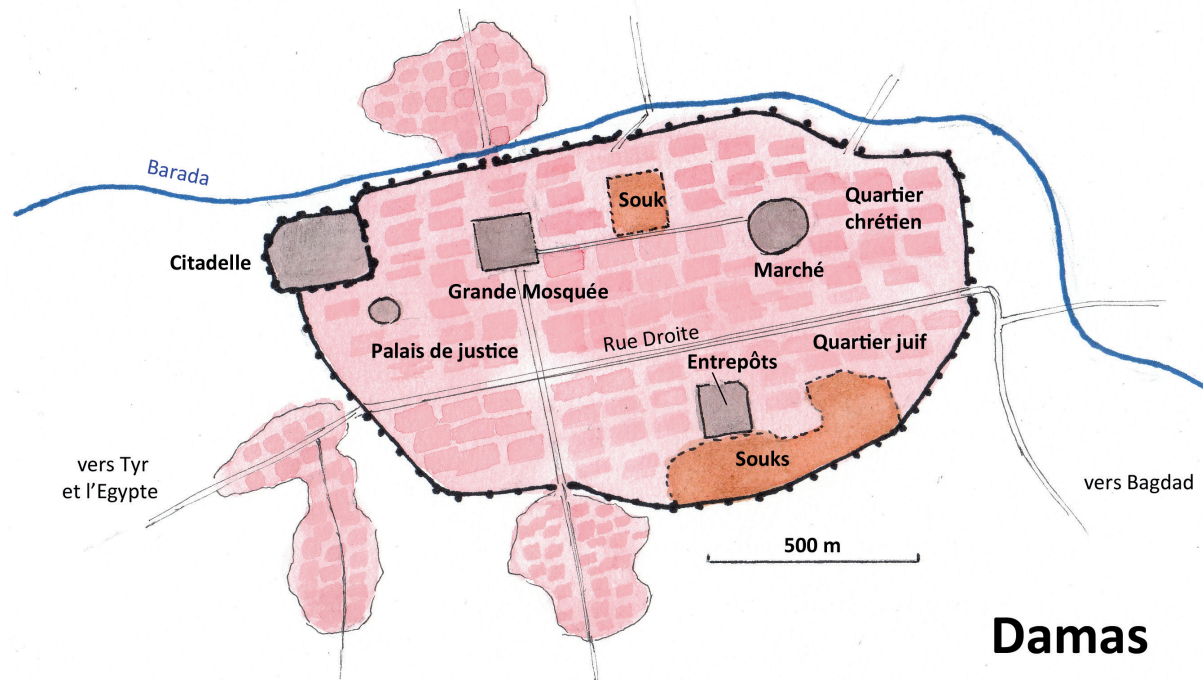 Barada
Citadelle
Souk
Quartier
chrétien
Grande Mosquée
Marché
Palais de justice
Rue Droite
Entrepôts
Quartier juif
Souks
vers Tyr
et l’Egypte
vers Bagdad
500 m
Damas